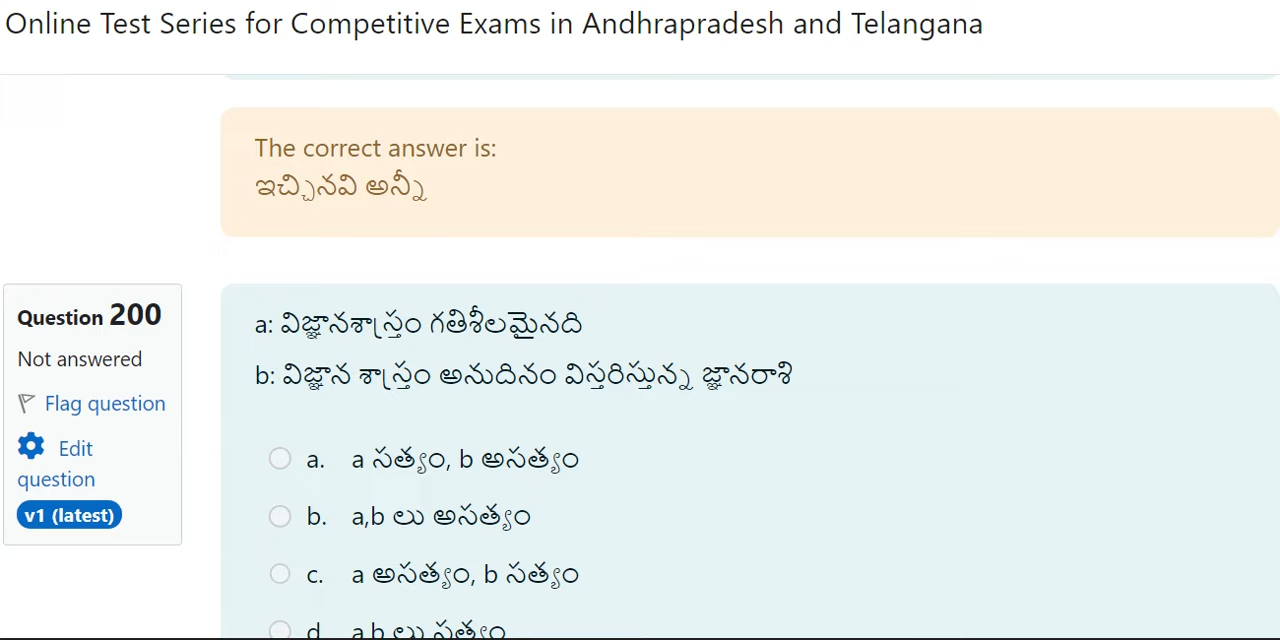 Online Test Series for Competitive Exams in Andhrapradesh and Telangana
The correct answer is:
ఇచ్చినవి అన్నీ
Question 200
Not answered
Flag question
Edit
question
v1 (latest)
a: విజ్ఞానశాస్త్రం గతిశీలమైనది
b: విజ్ఞాన శాస్త్రం అనుదినం విస్తరిస్తున్న జ్ఞానరాశి
a. a సత్యం, b అసత్యం
b. a,b లు అసత్యం
c. a అసత్యం, b సత్యం
d. a,b లు సత్యం